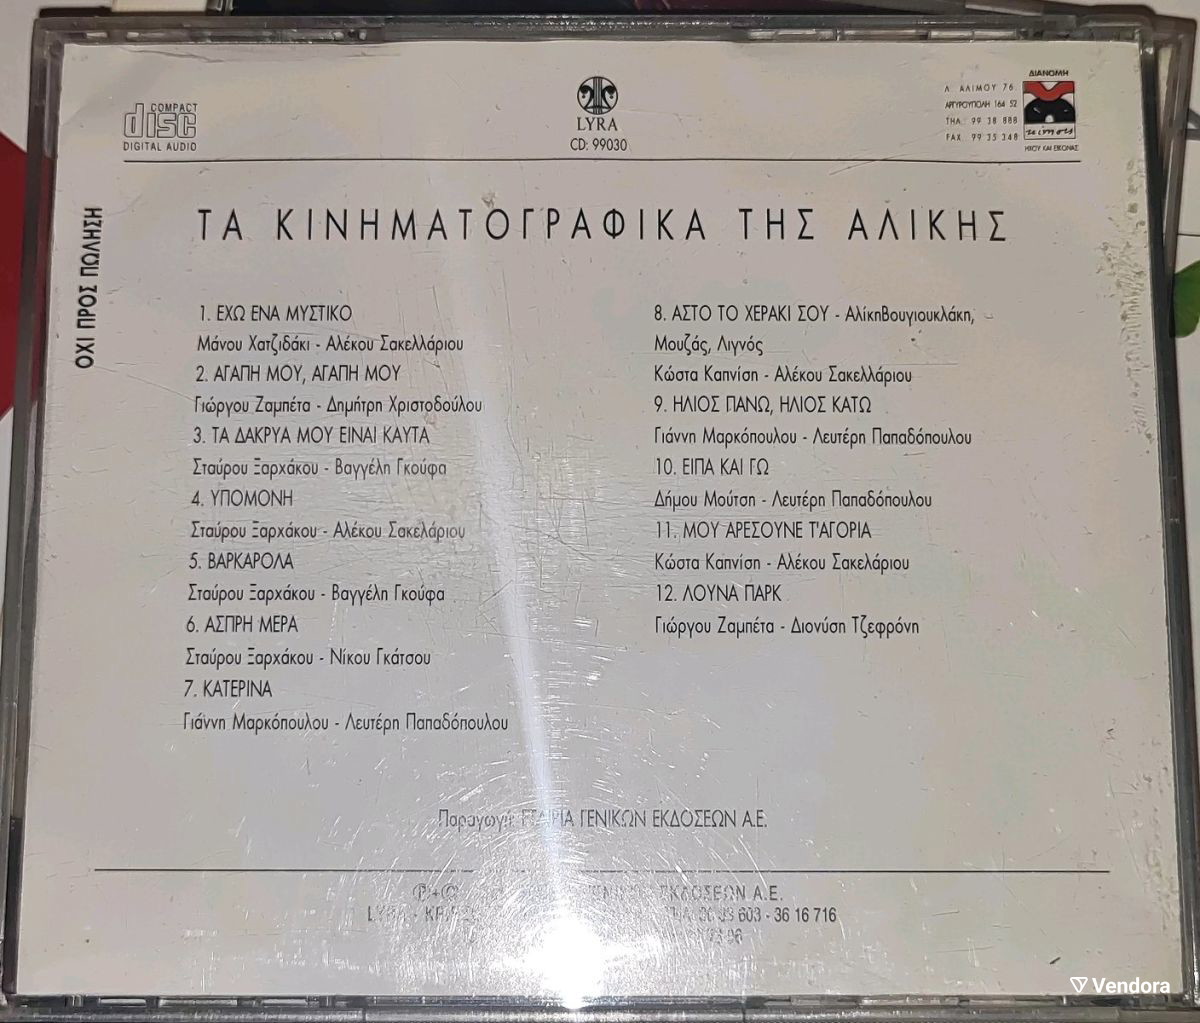 COMPACT
disc
DIGITAL AUDIO
LYRA
CD: 99030
ΔΙΑΝΟΜΗ
Λ. ΑΛΙΜΟΥ 76
ΑΡΓΥΡΟΥΠΟΛΗ 164 52
ΤΗΛ. 99 38 888
FAX. 99 35 348
ΗΧΟΥ ΚΑΙ ΕΙΚΟΝΑΣ
ΟΧΙ ΠΡΟΣ ΠΩΛΗΣΗ
ΤΑ ΚΙΝΗΜΑΤΟΓΡΑΦΙΚΑ ΤΗΣ ΑΛΙΚΗΣ
1. ΕΧΩ ΕΝΑ ΜΥΣΤΙΚΟ
Μάνου Χατζιδάκι - Αλέκου Σακελλάριου
2. ΑΓΑΠΗ ΜΟΥ, ΑΓΑΠΗ ΜΟΥ
Γιώργου Ζαμπέτα - Δημήτρη Χριστοδούλου
3. ΤΑ ΔΑΚΡΥΑ ΜΟΥ ΕΙΝΑΙ ΚΑΥΤΑ
Σταύρου Ξαρχάκου - Βαγγέλη Γκούφα
4. ΥΠΟΜΟΝΗ
Σταύρου Ξαρχάκου - Αλέκου Σακελάριου
5. ΒΑΡΚΑΡΟΛΑ
Σταύρου Ξαρχάκου - Βαγγέλη Γκούφα
6. ΑΣΠΡΗ ΜΕΡΑ
Σταύρου Ξαρχάκου - Νίκου Γκάτσου
7. ΚΑΤΕΡΙΝΑ
Γιάννη Μαρκόπουλου - Λευτέρη Παπαδόπουλου
8. ΑΣΤΟ ΤΟ ΧΕΡΑΚΙ ΣΟΥ - ΑλίκηΒουγιουκλάκη,
Μουζάς, Λιγνός
Κώστα Καπνίση - Αλέκου Σακελλάριου
9. ΗΛΙΟΣ ΠΑΝΩ, ΗΛΙΟΣ ΚΑΤΩ
Γιάννη Μαρκόπουλου - Λευτέρη Παπαδόπουλου
10. ΕΙΠΑ ΚΑΙ ΓΩ
Δήμου Μούτση - Λευτέρη Παπαδόπουλου
11. ΜΟΥ ΑΡΕΣΟΥΝΕ Τ'ΑΓΟΡΙΑ
Κώστα Καπνίση - Αλέκου Σακελάριου
12. ΛΟΥΝΑ ΠΑΡΚ
Γιώργου Ζαμπέτα - Διονύση Τζεφρόνη
Παραγωγή: ΕΤΑΙΡΙΑ ΓΕΝΙΚΩΝ ΕΚΔΟΣΕΩΝ Α.Ε.
Ⓟ+© ΕΚΔΟΣΕΩΝ Α.Ε.
LYRA - 603 - 36 16 716
Vendora